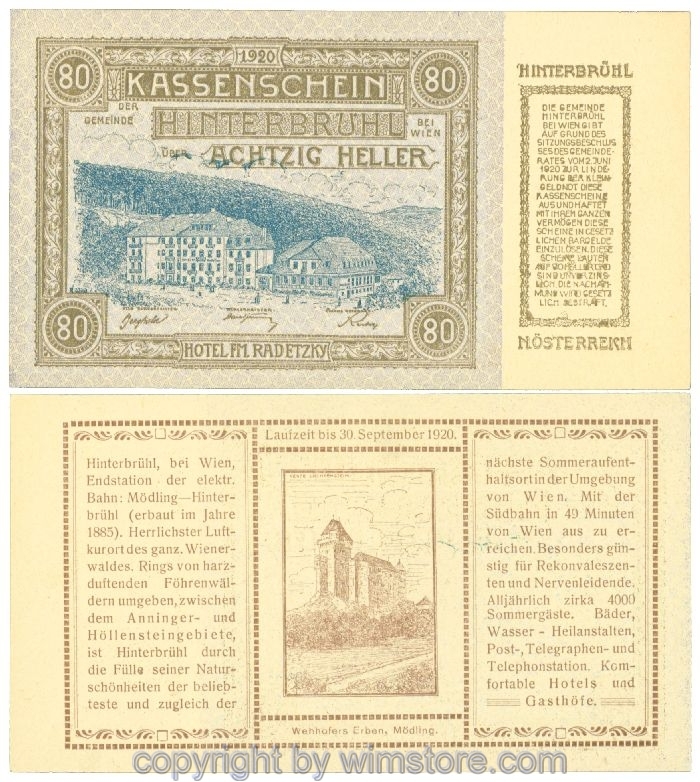 1920
80
KASSENSCHEIN
80
DER
GEMEINDE
HINTERBRÜHL
BEI
WIEN
ÜBER ACHTZIG HELLER
80
HOTEL FM. RADETZKY
80
HINTERBRÜHL
DIE GEMEINDE
HINTERBRÜHL
BEI WIEN GIBT
AUF GRUND DES
SITZUNGSBESCHLUS
SES DES GEMEINDE-
RATES VOM 2. JUNI
1920 ZUR LINDE-
RUNG DER KLEIN-
GELDNOT DIESE
KASSENSCHEINE
AUS UND HAFTET
MIT IHREM GANZEN
VERMÖGEN DIESE
SCHEINE IN GESETZ
LICHEM BARGELDE
EINZULÖSEN. DIESE
SCHEINE LAUTEN
AUF 80 HELLER UND
SIND UNVERZINS-
LICH. DIE NACHAH-
MUNG WIRD GESETZ
LICH BESTRAFT.
N.ÖSTERREICH
Hinterbrühl, bei Wien,
Endstation der elektr.
Bahn: Mödling—Hinter-
brühl (erbaut im Jahre
1885). Herrlichster Luft-
kurort des ganz. Wiener-
waldes. Rings von harz-
duftenden Föhrenwäl-
dern umgeben, zwischen
dem Anninger- und
Höllensteingebiete,
ist Hinterbrühl durch
die Fülle seiner Natur-
schönheiten der belieb-
teste und zugleich der
Laufzeit bis 30. September 1920.
VESTE LIECHTENSTEIN
Wehhofers Erben, Mödling.
nächste Sommeraufent-
haltsort in der Umgebung
von Wien. Mit der
Südbahn in 49 Minuten
von Wien aus zu er-
reichen. Besonders gün-
stig für Rekonvaleszen-
ten und Nervenleidende.
Alljährlich zirka 4000
Sommergäste. Bäder,
Wasser - Heilanstalten,
Post-, Telegraphen- und
Telephonstation. Kom-
fortable Hotels und
Gasthöfe.
copyright by wimstore.com